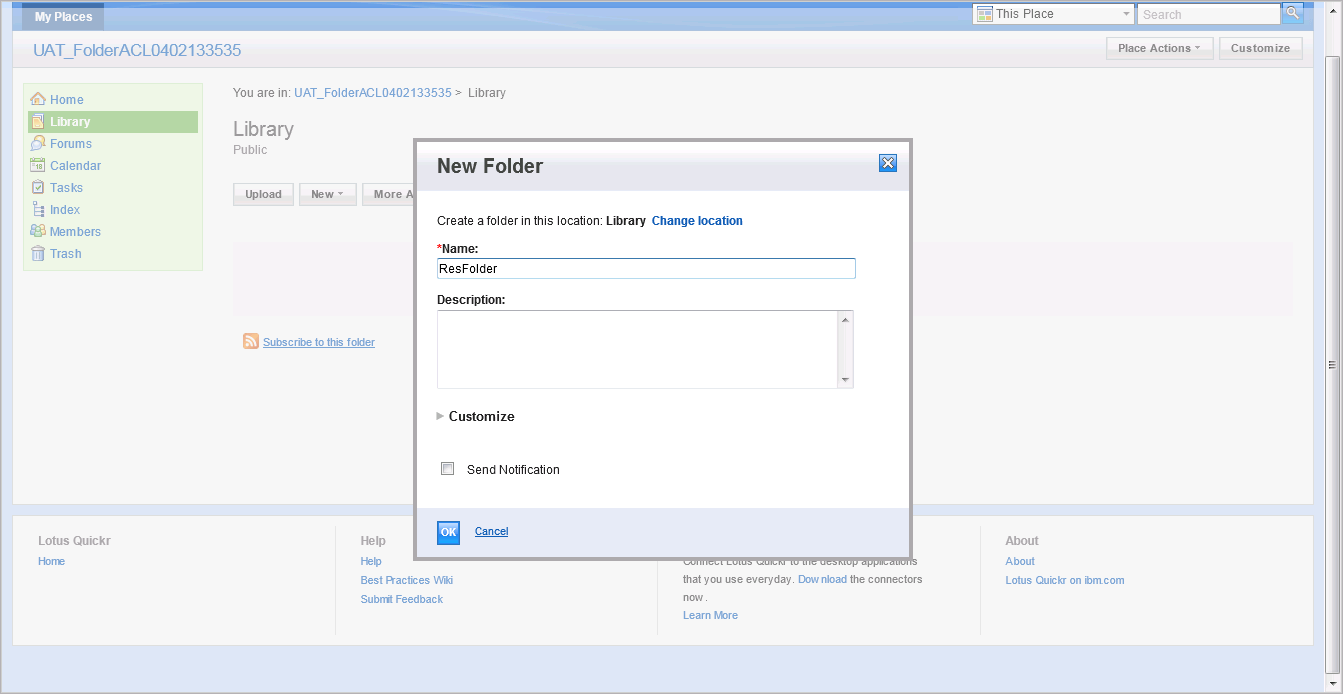 My Places
This Place
Search
UAT_FolderACL0402133535
Place Actions
Customize
Home
Library
Forums
Calendar
Tasks
Index
Members
Trash
You are in: UAT_FolderACL0402133535 > Library
Library
Public
Upload
New
More A
Subscribe to this folder
New Folder
Create a folder in this location: Library Change location
*Name:
ResFolder
Description:
Customize
Send Notification
OK
Cancel
Lotus Quickr
Home
Help
Help
Best Practices Wiki
Submit Feedback
Connect Lotus Quickr to the desktop applications
that you use everyday. Download the connectors
now .
Learn More
About
About
Lotus Quickr on ibm.com